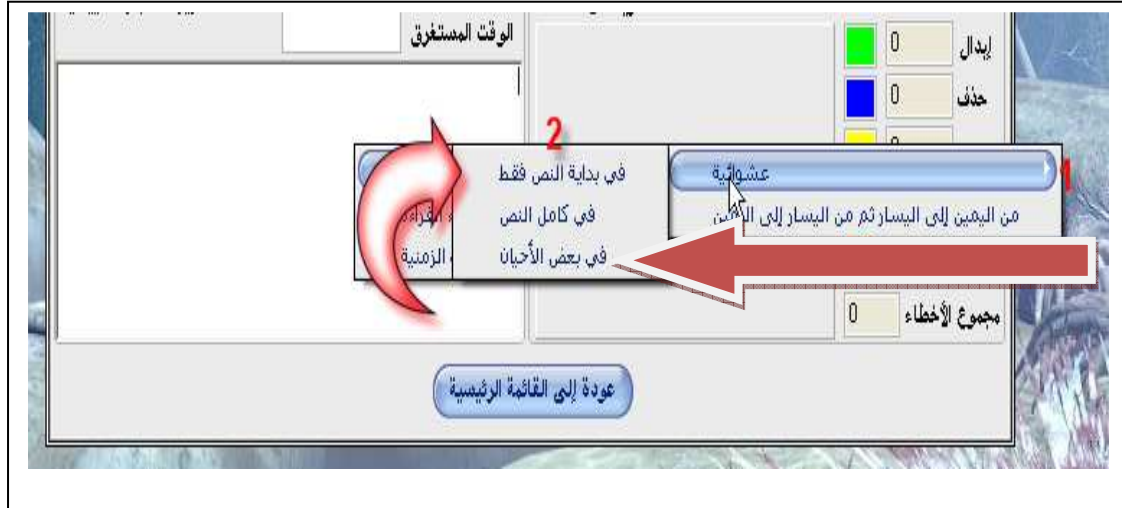 الوقت المستغرق
إبدال 0
حذف 0
2
عشوائية
1
في بداية النص فقط
من اليمين إلى اليسار ثم من اليسار إلى اليمين
في كامل النص
في بعض الأحيان
الزمنية
مجموع الأخطاء 0
عودة إلى القائمة الرئيسية